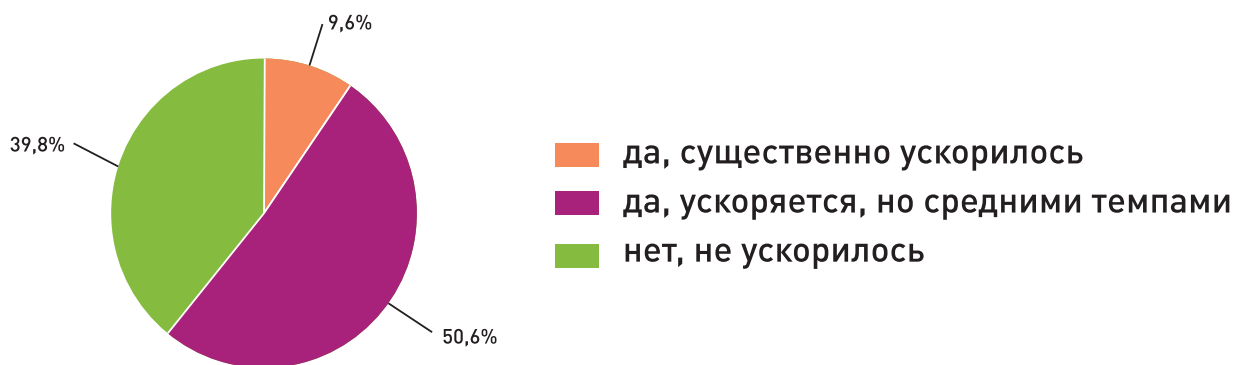 9,6%
39,8%
50,6%
да, существенно ускорилось
да, ускоряется, но средними темпами
нет, не ускорилось